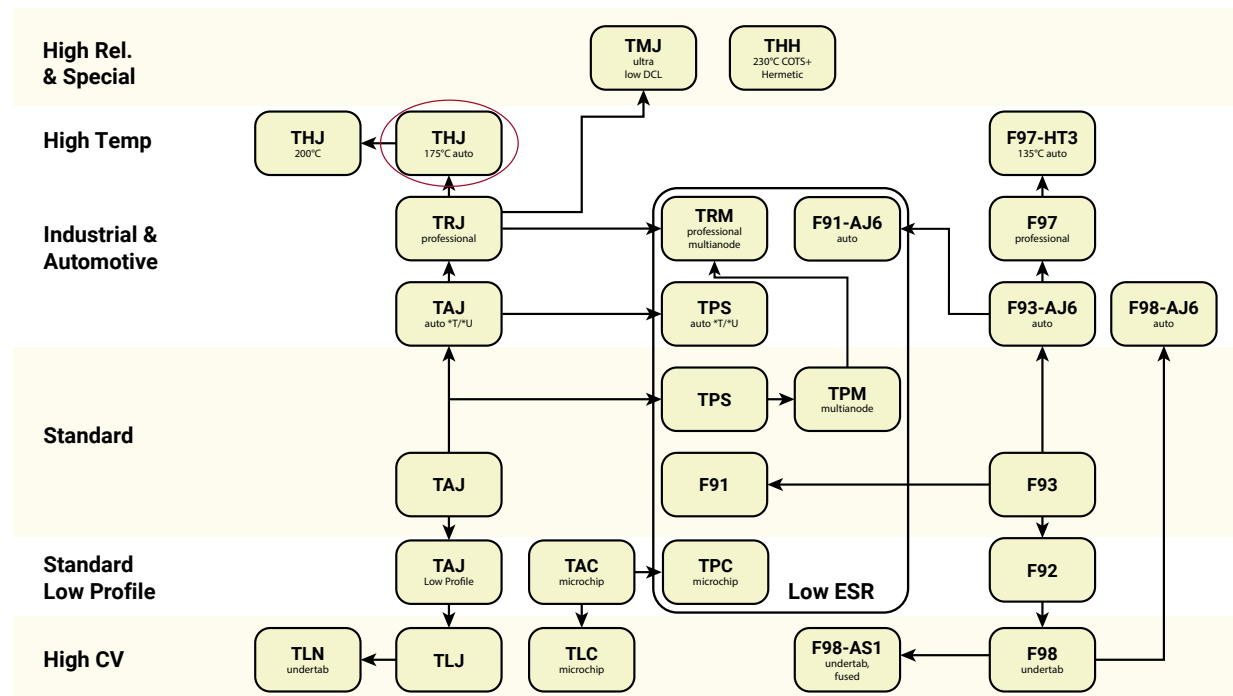 High Rel.
& Special
TMJ
ultra
low DCL
THH
230°C COTS+
Hermetic
High Temp
THJ
200°C
THJ
175°C auto
F97-HT3
135°C auto
Industrial &
Automotive
TRJ
professional
TRM
professional
multianode
F91-AJ6
auto
F97
professional
TAJ
auto *T/*U
TPS
auto *T/*U
F93-AJ6
auto
F98-AJ6
auto
Standard
TPS
TPM
multianode
TAJ
F91
F93
Standard
Low Profile
TAJ
Low Profile
TAC
microchip
TPC
microchip
Low ESR
F92
High CV
TLN
undertab
TLJ
TLC
microchip
F98-AS1
undertab,
fused
F98
undertab